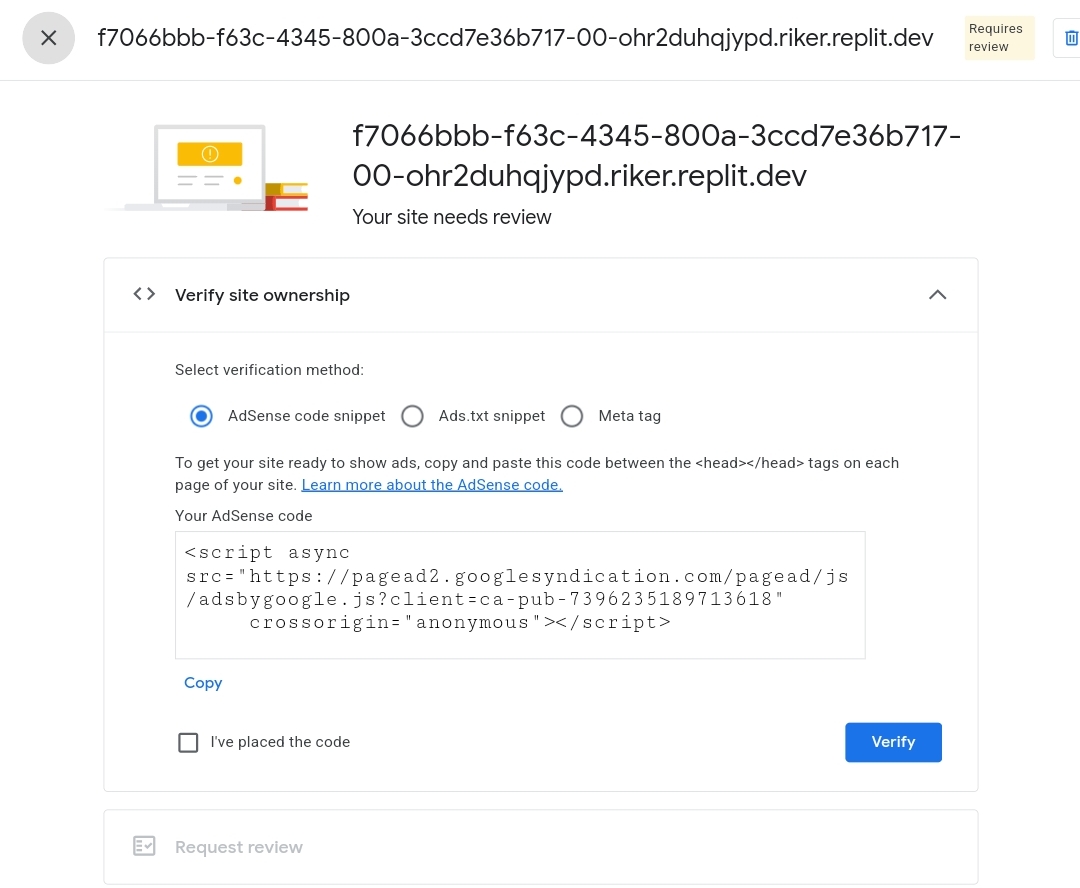 f7066bbb-f63c-4345-800a-3ccd7e36b717-00-ohr2duhqjypd.riker.replit.dev
Requires
review
f7066bbb-f63c-4345-800a-3ccd7e36b717-
00-ohr2duhqjypd.riker.replit.dev
Your site needs review
<> Verify site ownership
Select verification method:
AdSense code snippet
Ads.txt snippet
Meta tag
To get your site ready to show ads, copy and paste this code between the <head></head> tags on each
page of your site. Learn more about the AdSense code.
Your AdSense code
<script async
src="https://pagead2.googlesyndication.com/pagead/js
/adsbygoogle.js?client=ca-pub-7396235189713618"
crossorigin="anonymous"></script>
Copy
I've placed the code
Verify
Request review